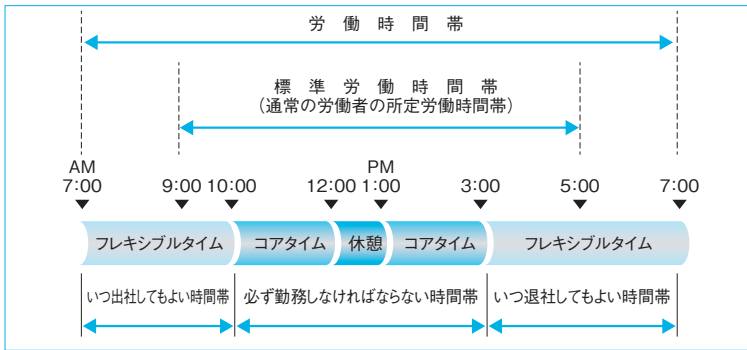 労働時間帯
標準労働時間帯
(通常の労働者の所定労働時間帯)
AM PM
7:00 9:00 10:00 12:00 1:00 3:00 5:00 7:00
フレキシブルタイム コアタイム 休憩 コアタイム フレキシブルタイム
いつ出社してもよい時間帯 必ず勤務しなければならない時間帯 いつ退社してもよい時間帯